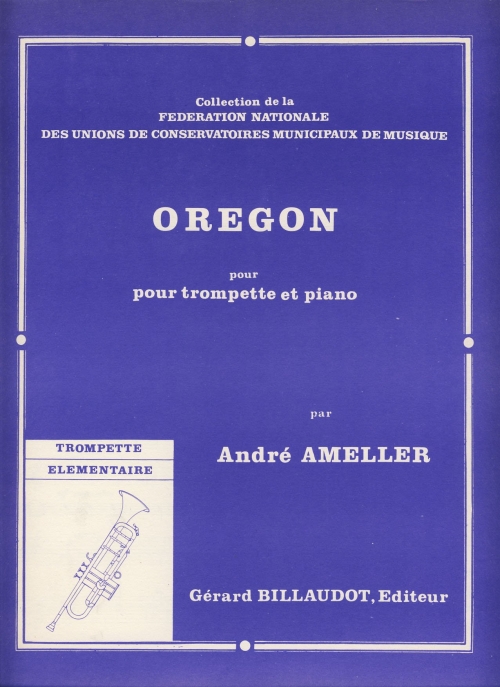 Collection de la
FEDERATION NATIONALE
DES UNIONS DE CONSERVATOIRES MUNICIPAUX DE MUSIQUE
OREGON
pour
pour trompette et piano
par
André AMELLER
TROMPETTE
ELEMENTAIRE
Gérard BILLAUDOT, Editeur